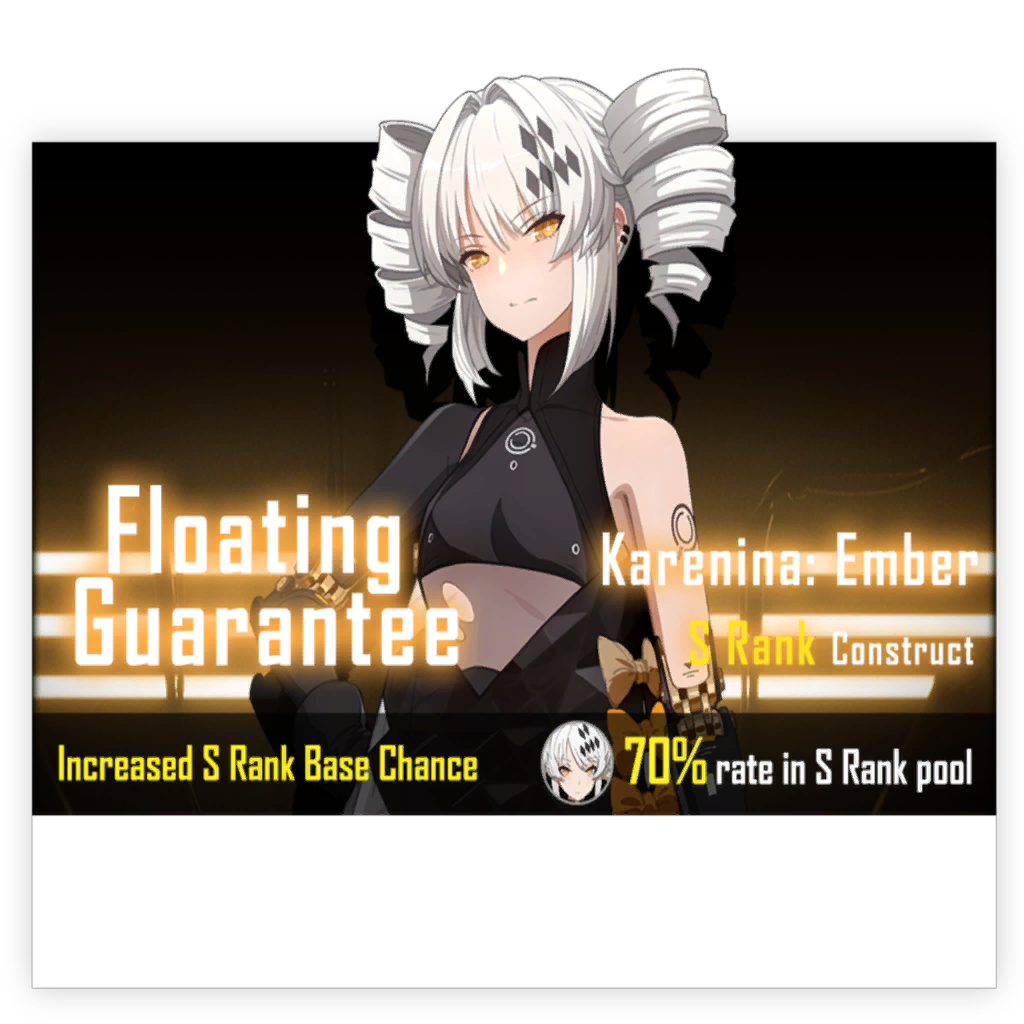 Floating
Guarantee
Karenina: Ember
S Rank Construct
Increased S Rank Base Chance
70% rate in S Rank pool